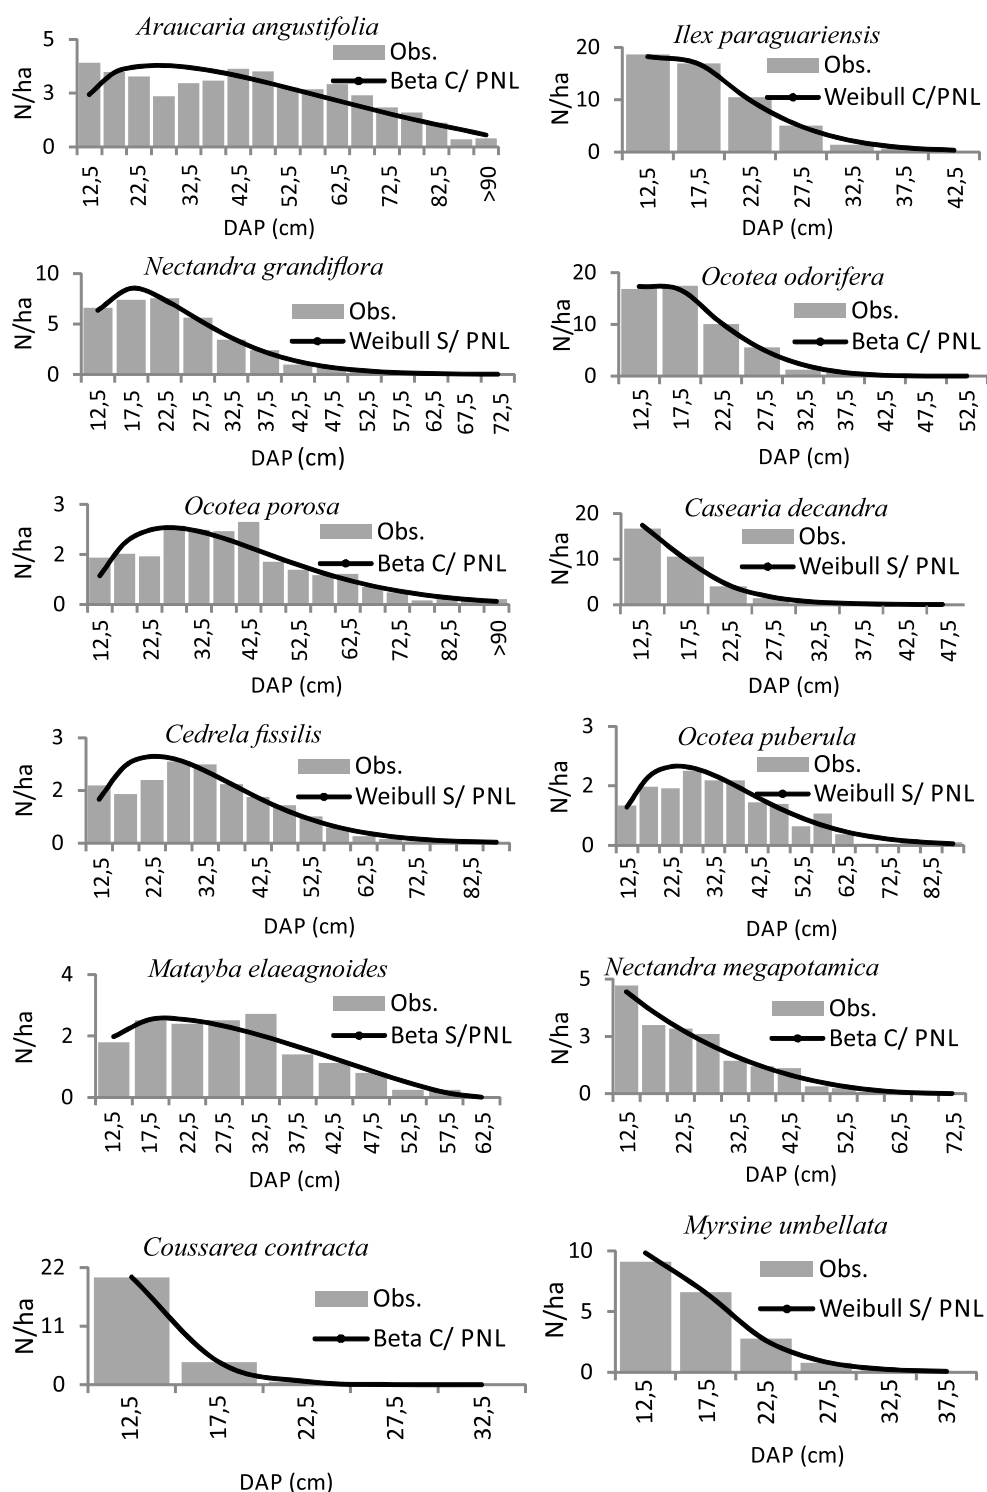 Araucaria angustifolia
5
3
0
N/ha
Obs.
Beta C/ PNL
12,5
22,5
32,5
42,5
52,5
62,5
72,5
82,5
>90
DAP (cm)
Ilex paraguariensis
20
10
0
N/ha
Obs.
Weibull C/PNL
12,5
17,5
22,5
27,5
32,5
37,5
42,5
DAP (cm)
Nectandra grandiflora
10
5
0
N/ha
Obs.
Weibull S/ PNL
12,5
17,5
22,5
27,5
32,5
37,5
42,5
47,5
52,5
57,5
62,5
67,5
72,5
DAP (cm)
Ocotea odorifera
20
10
0
N/ha
Obs.
Beta C/ PNL
12,5
17,5
22,5
27,5
32,5
37,5
42,5
47,5
52,5
DAP (cm)
Ocotea porosa
3
2
0
N/ha
Obs.
Beta C/ PNL
12,5
22,5
32,5
42,5
52,5
62,5
72,5
82,5
>90
DAP (cm)
Casearia decandra
20
10
0
N/ha
Obs.
Weibull S/ PNL
12,5
17,5
22,5
27,5
32,5
37,5
42,5
47,5
DAP (cm)
Cedrela fissilis
3
2
0
N/ha
Obs.
Weibull S/ PNL
12,5
22,5
32,5
42,5
52,5
62,5
72,5
82,5
DAP (cm)
Ocotea puberula
3
2
0
N/ha
Obs.
Weibull S/ PNL
12,5
22,5
32,5
42,5
52,5
62,5
72,5
82,5
DAP (cm)
Matayba elaeagnoides
4
2
0
N/ha
Obs.
Beta S/PNL
12,5
17,5
22,5
27,5
32,5
37,5
42,5
47,5
52,5
57,5
62,5
DAP (cm)
Nectandra megapotamica
5
3
0
N/ha
Obs.
Beta C/ PNL
12,5
22,5
32,5
42,5
52,5
62,5
72,5
DAP (cm)
Coussarea contracta
22
11
0
N/ha
Obs.
Beta C/ PNL
12,5
17,5
22,5
27,5
32,5
DAP (cm)
Myrsine umbellata
10
5
0
N/ha
Obs.
Weibull S/ PNL
12,5
17,5
22,5
27,5
32,5
37,5
DAP (cm)